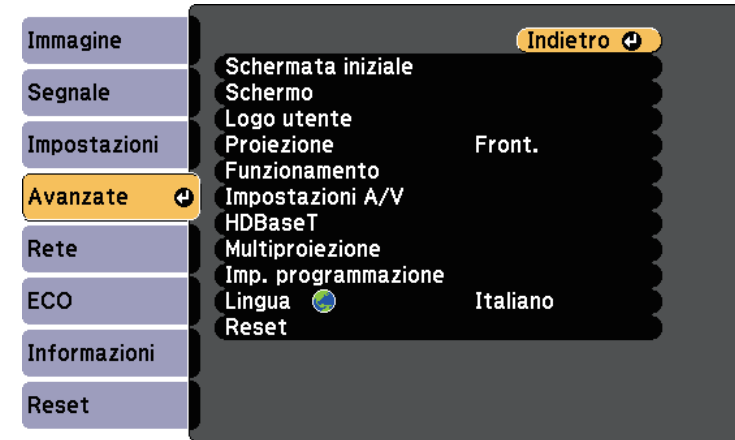 Immagine
Segnale
Impostazioni
Avanzate
Rete
ECO
Informazioni
Reset
Indietro
Schermata iniziale
Schermo
Logo utente
Proiezione Front.
Funzionamento
Impostazioni A/V
HDBaseT
Multiproiezione
Imp. programmazione
Lingua Italiano
Reset